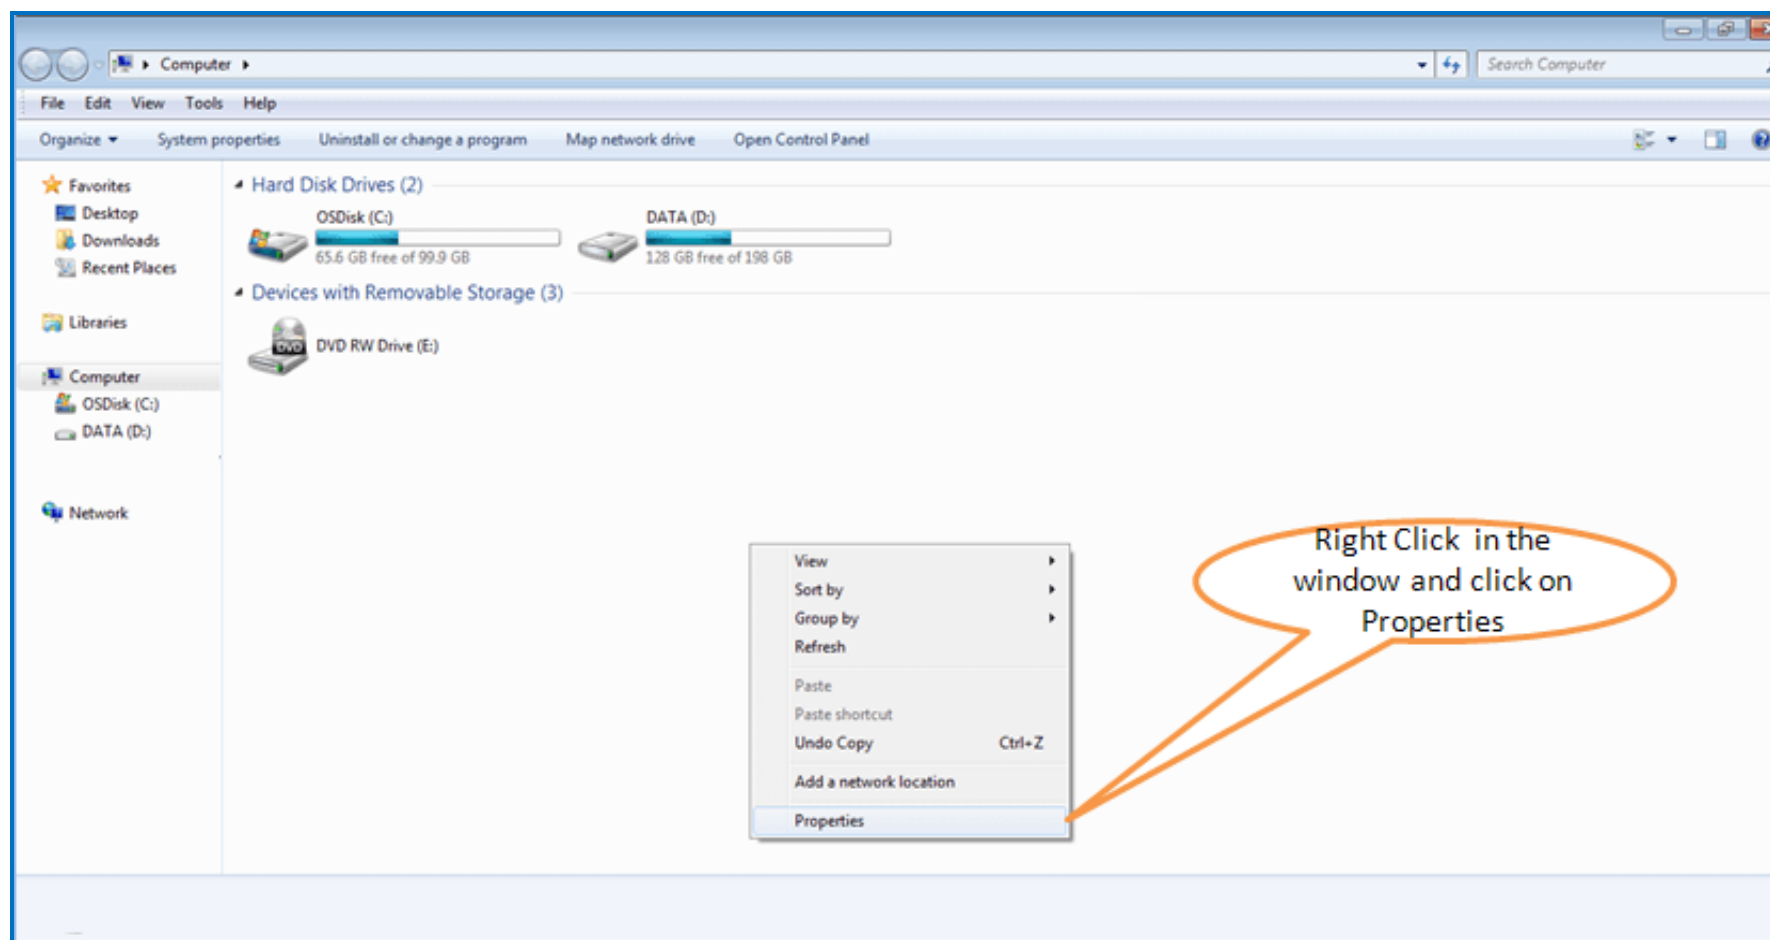 Computer
Search Computer
File Edit View Tools Help
Organize System properties Uninstall or change a program Map network drive Open Control Panel
Favorites
Desktop
Downloads
Recent Places
Libraries
Computer
OSDisk (C:)
DATA (D:)
Network
Hard Disk Drives (2)
OSDisk (C:)
65.6 GB free of 99.9 GB
DATA (D:)
128 GB free of 198 GB
Devices with Removable Storage (3)
DVD
DVD RW Drive (E:)
View
Sort by
Group by
Refresh
Paste
Paste shortcut
Undo Copy Ctrl+Z
Add a network location
Properties
Right Click in the
window and click on
Properties